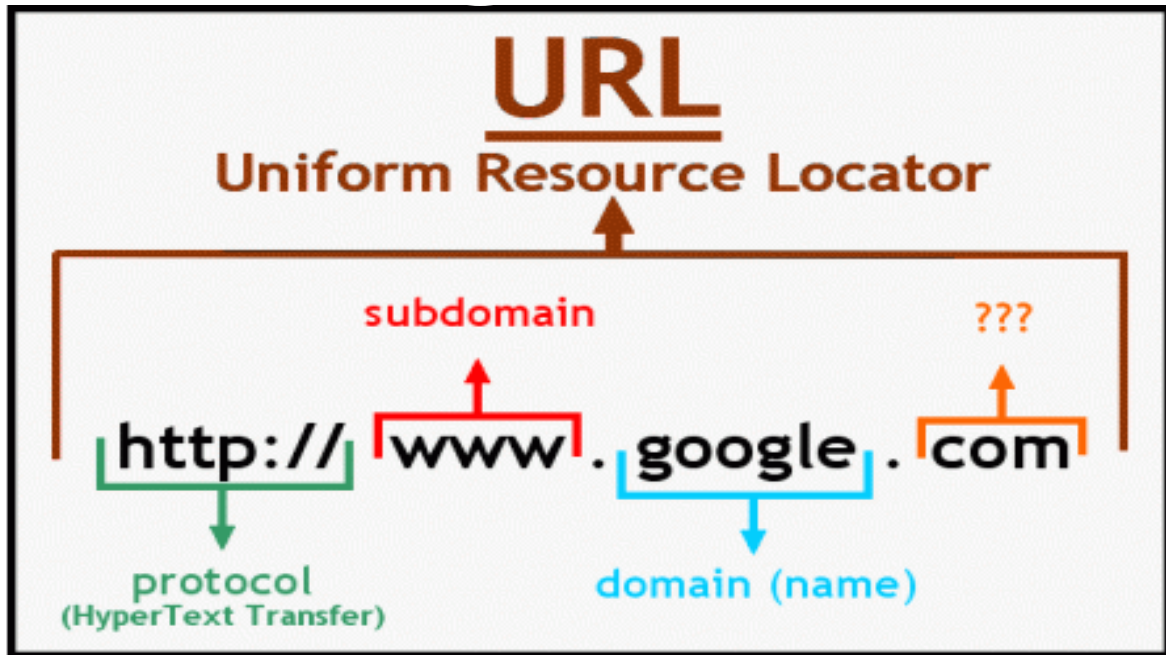 URL
Uniform Resource Locator
subdomain
???
http:// www . google . com
protocol
(HyperText Transfer)
domain (name)